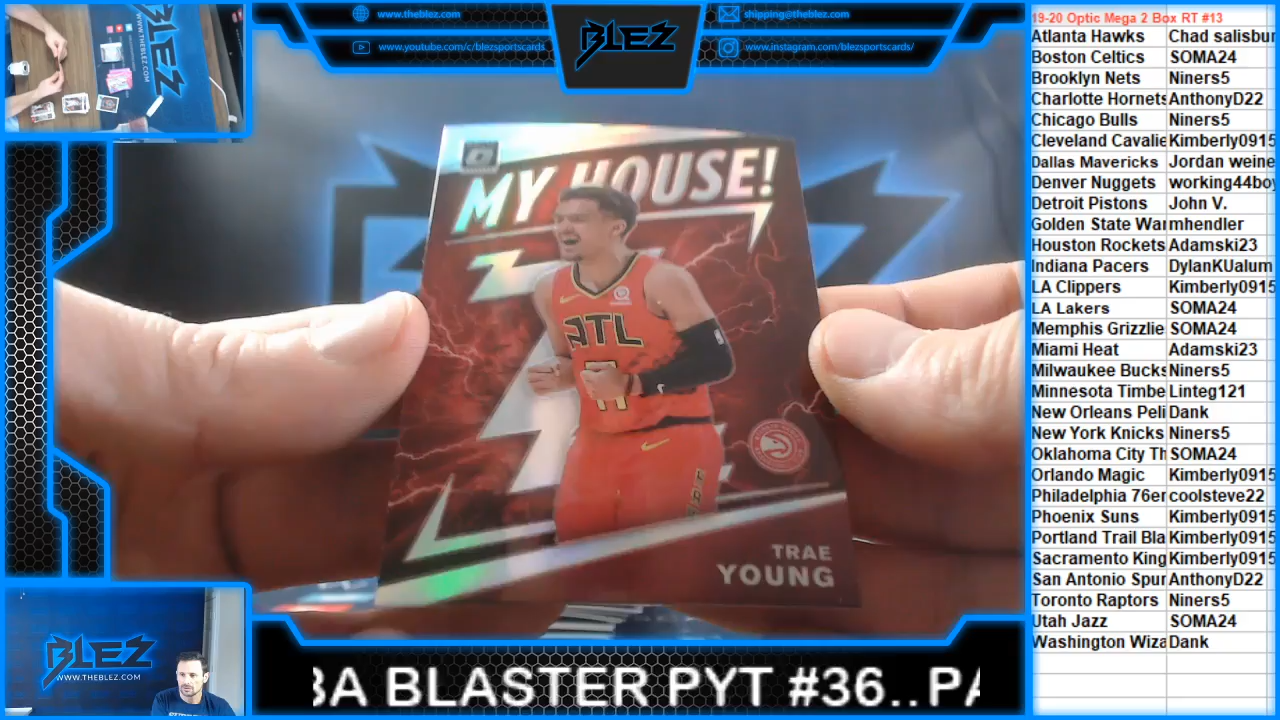 BLEZ
WWW.THEBLEZ.COM
www.theblez.com
www.youtube.com/c/blezsportscards
BLEZ
shipping@theblez.com
www.instagram.com/blezsportscards/
MY HOUSE!
ATL
11
TRAE
YOUNG
BLEZ
WWW.THEBLEZ.COM
BA BLASTER PYT #36..PA
19-20 Optic Mega 2 Box RT #13
Atlanta Hawks Chad salisbur
Boston Celtics SOMA24
Brooklyn Nets Niners5
Charlotte Hornets AnthonyD22
Chicago Bulls Niners5
Cleveland Cavalie Kimberly0915
Dallas Mavericks Jordan weine
Denver Nuggets working44boy
Detroit Pistons John V.
Golden State War mhendler
Houston Rockets Adamski23
Indiana Pacers DylanKUalum
LA Clippers Kimberly0915
LA Lakers SOMA24
Memphis Grizzlie SOMA24
Miami Heat Adamski23
Milwaukee Bucks Niners5
Minnesota Timbe Linteg121
New Orleans Peli Dank
New York Knicks Niners5
Oklahoma City Th SOMA24
Orlando Magic Kimberly0915
Philadelphia 76er coolsteve22
Phoenix Suns Kimberly0915
Portland Trail Bla Kimberly0915
Sacramento King Kimberly0915
San Antonio Spur AnthonyD22
Toronto Raptors Niners5
Utah Jazz SOMA24
Washington Wiza Dank